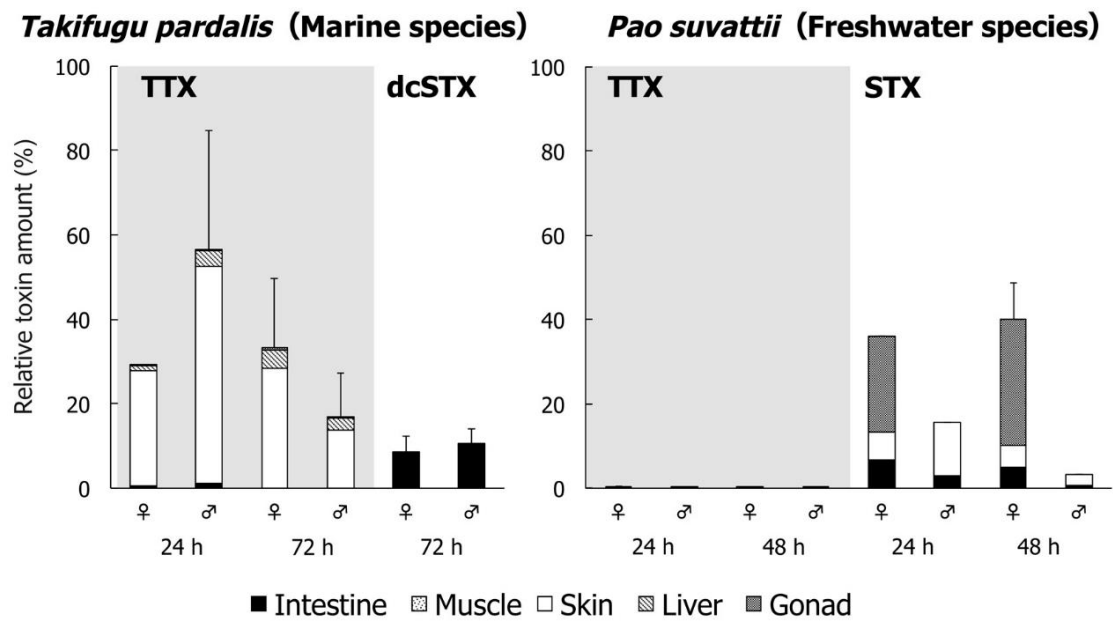 Takifugu pardalis (Marine species)
Pao suvattii (Freshwater species)
Relative toxin amount (%)
100
80
60
40
20
0
TTX
dcSTX
♀ ♂ ♀ ♂ ♀ ♂
24 h 72 h 72 h
100
80
60
40
20
0
TTX
STX
♀ ♂ ♀ ♂ ♀ ♂ ♀ ♂
24 h 48 h 24 h 48 h
Intestine Muscle Skin Liver Gonad